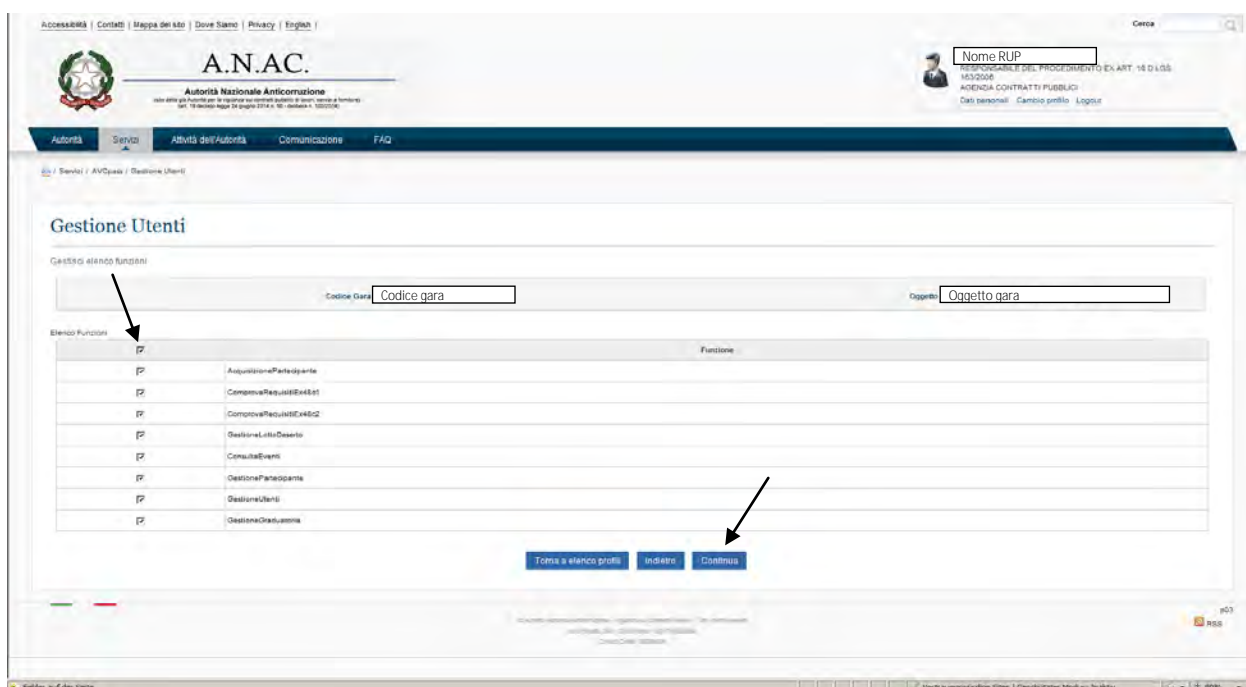 Accessibilità | Contatti | Mappa del sito | Dove Siamo | Privacy | English |
Cerca
A.N.AC.
Autorità Nazionale Anticorruzione
Nome RUP
RESPONSABILE DEL PROCEDIMENTO EX ART. 10 D.LGS.
163/2006
AGENZIA CONTRATTI PUBBLICI
Dati personali Cambio profilo Logout
Autorità Servizi Attività dell'Autorità Comunicazione FAQ
/ Servizi / AVCpass / Gestione Utenti
Gestione Utenti
Gestisci elenco funzioni
Codice Gara Codice gara
Oggetto Oggetto gara
Elenco Funzioni
Funzione
AcquisizionePartecipante
ComprovaRequisitiEx48c1
ComprovaRequisitiEx48c2
GestioneLottoDeserto
ConsultaEventi
GestionePartecipante
GestioneUtenti
GestioneGraduatoria
Torna a elenco profili Indietro Continua
p03
RSS